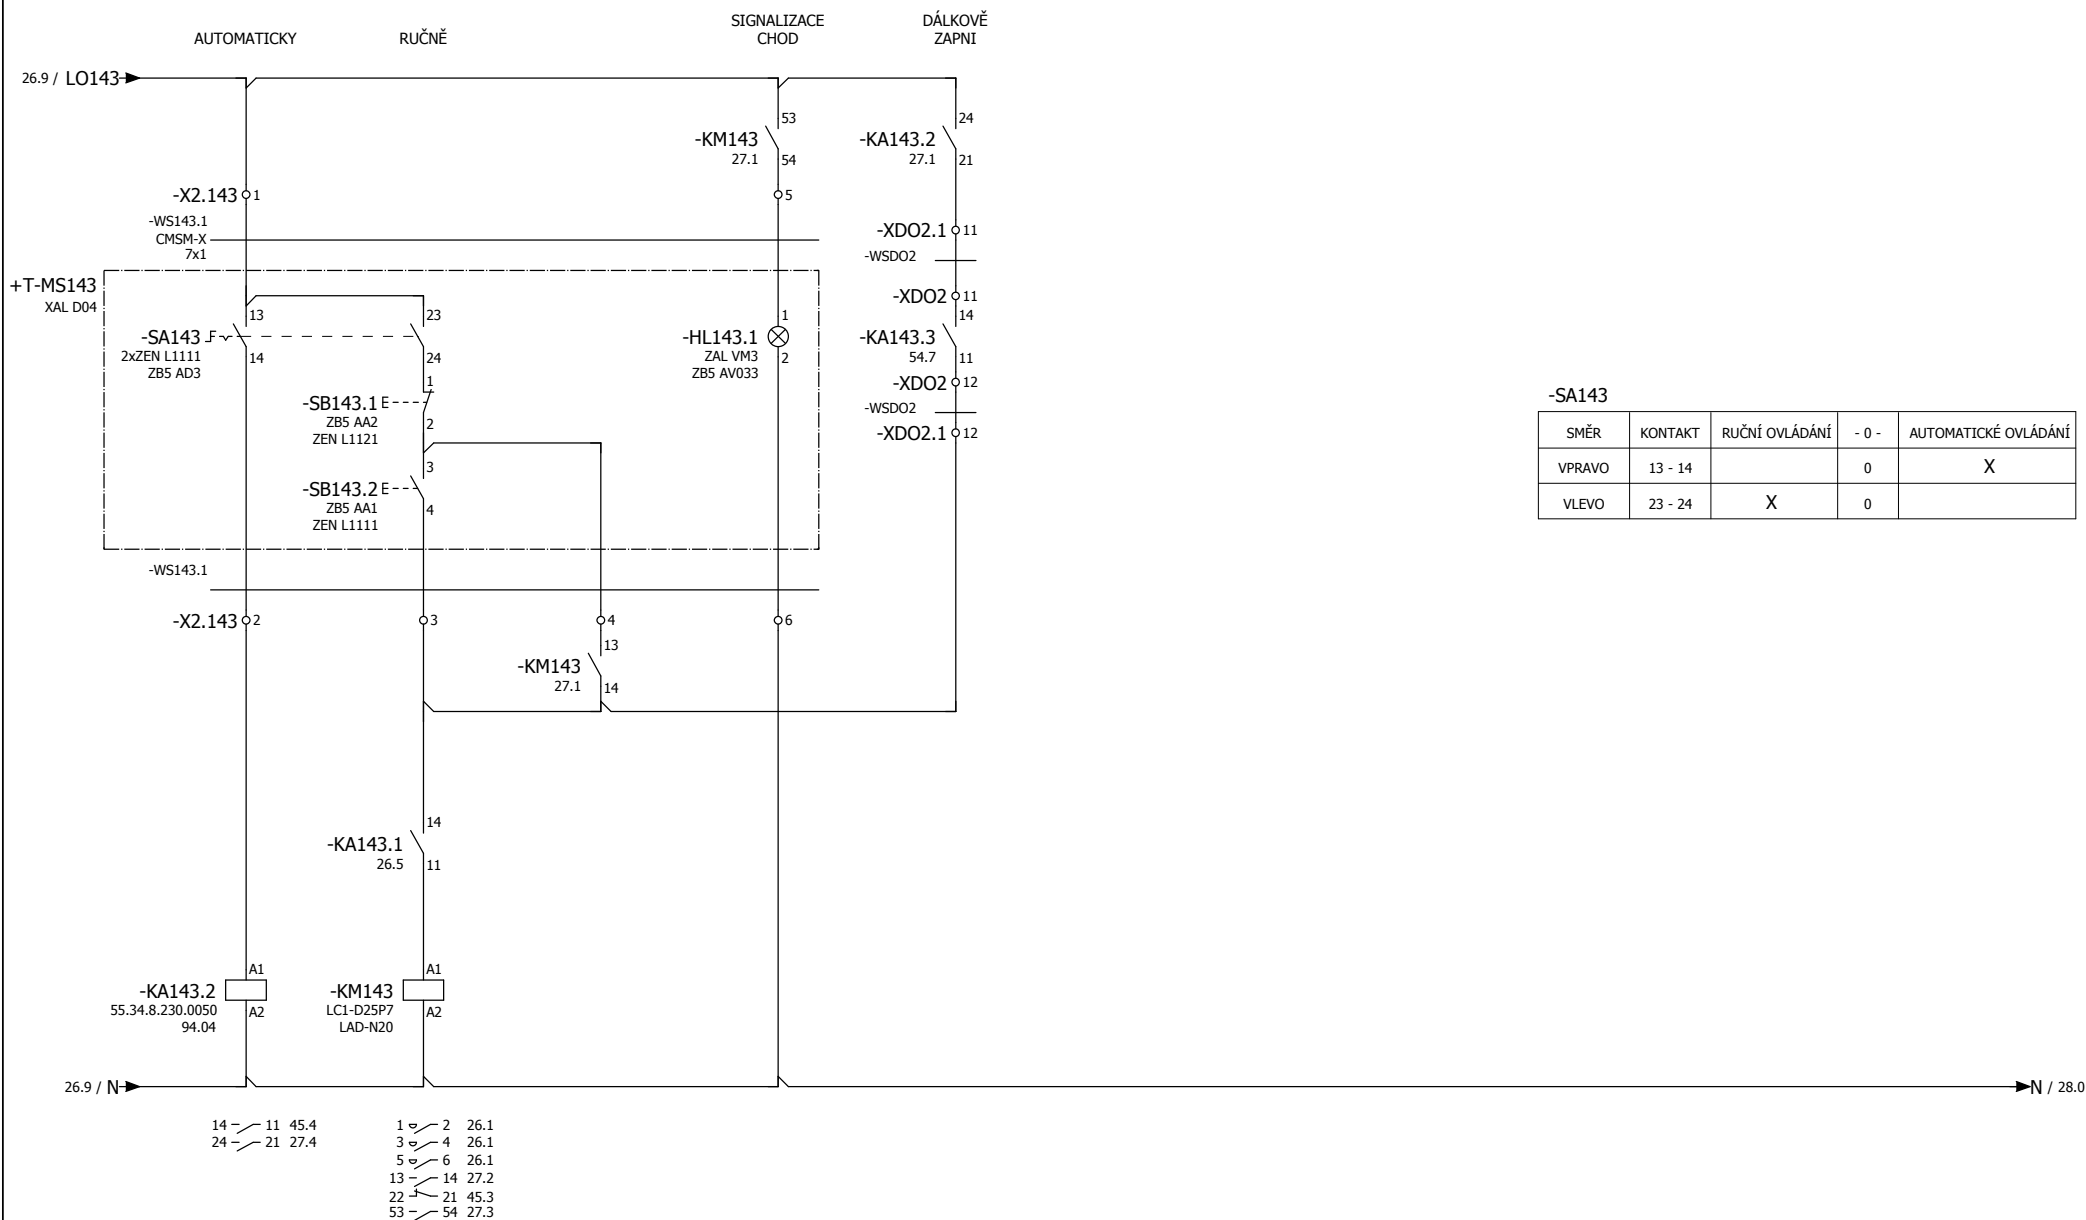 SIGNALIZACE
CHOD
DÁLKOVĚ
ZAPNI
AUTOMATICKY
RUČNĚ
26.9 / LO143
53
-KM143
27.1
54
24
-KA143.2
27.1
21
-X2.143
1
5
-WS143.1
CMSM-X
7x1
-XDO2.1
11
-WSDO2
+T-MS143
XAL D04
-XDO2
11
13
23
1
14
-SA143
2xZEN L1111
ZB5 AD3
14
24
-HL143.1
ZAL VM3
ZB5 AV033
2
-KA143.3
54.7
11
-XDO2
12
1
-SB143.1
ZB5 AA2
ZEN L1121
2
-WSDO2
-XDO2.1
12
3
-SB143.2
ZB5 AA1
ZEN L1111
4
-SA143
SMĚR KONTAKT RUČNÍ OVLÁDÁNÍ - 0 - AUTOMATICKÉ OVLÁDÁNÍ
VPRAVO 13 - 14 0 X
VLEVO 23 - 24 X 0
-WS143.1
-X2.143
2
3
4
6
13
-KM143
27.1
14
14
-KA143.1
26.5
11
A1
-KA143.2
55.34.8.230.0050
94.04
A2
A1
-KM143
LC1-D25P7
LAD-N20
A2
26.9 / N
N / 28.0
14 11 45.4
24 21 27.4
1 2 26.1
3 4 26.1
5 6 26.1
13 14 27.2
22 21 45.3
53 54 27.3